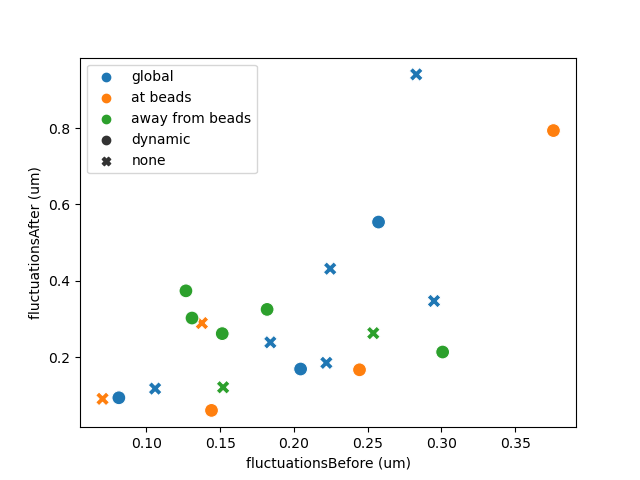 global
at beads
away from beads
dynamic
none
0.8
0.6
0.4
0.2
fluctuationsAfter (um)
0.10 0.15 0.20 0.25 0.30 0.35
fluctuationsBefore (um)